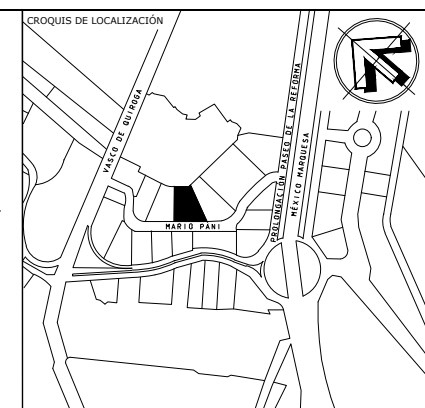 CROQUIS DE LOCALIZACIÓN
VASCO DE QUIROGA
MARIO PANI
PROLONGACIÓN PASEO DE LA REFORMA
MÉXICO MARQUESA